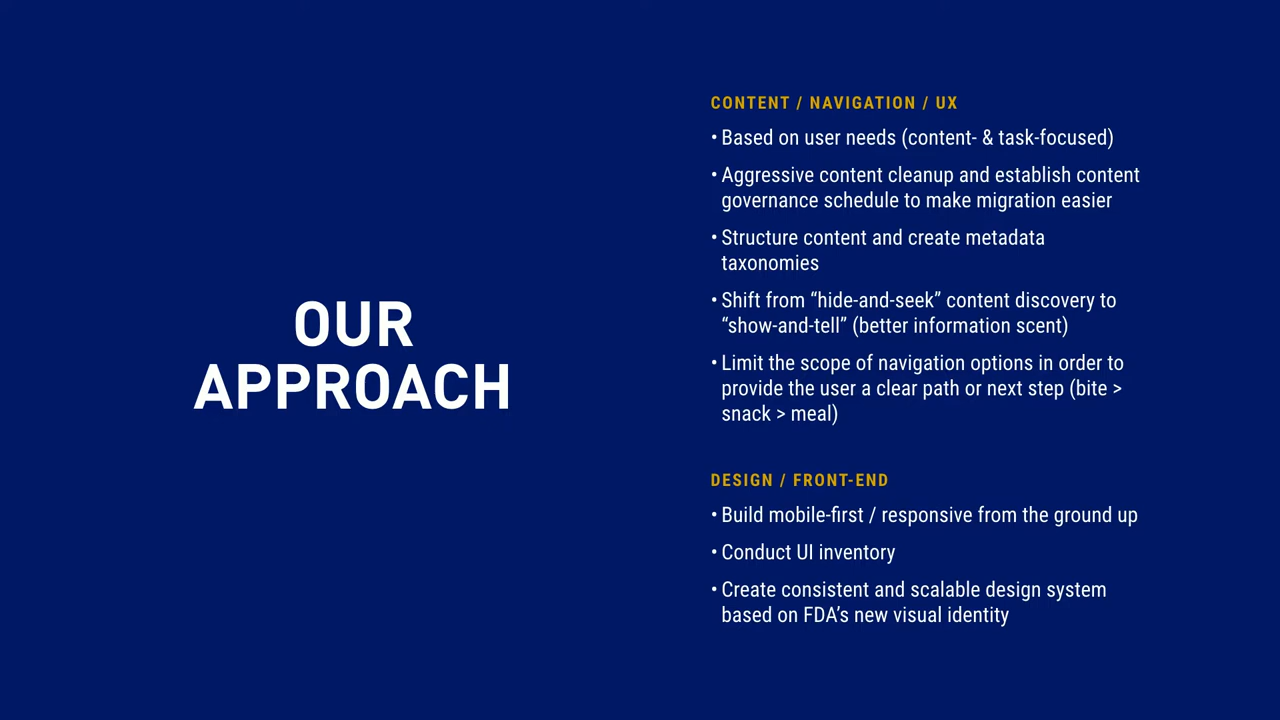 OUR
APPROACH
CONTENT / NAVIGATION / UX
• Based on user needs (content- & task-focused)
• Aggressive content cleanup and establish content
governance schedule to make migration easier
• Structure content and create metadata
taxonomies
• Shift from “hide-and-seek” content discovery to
“show-and-tell” (better information scent)
• Limit the scope of navigation options in order to
provide the user a clear path or next step (bite >
snack > meal)
DESIGN / FRONT-END
• Build mobile-first / responsive from the ground up
• Conduct UI inventory
• Create consistent and scalable design system
based on FDA’s new visual identity